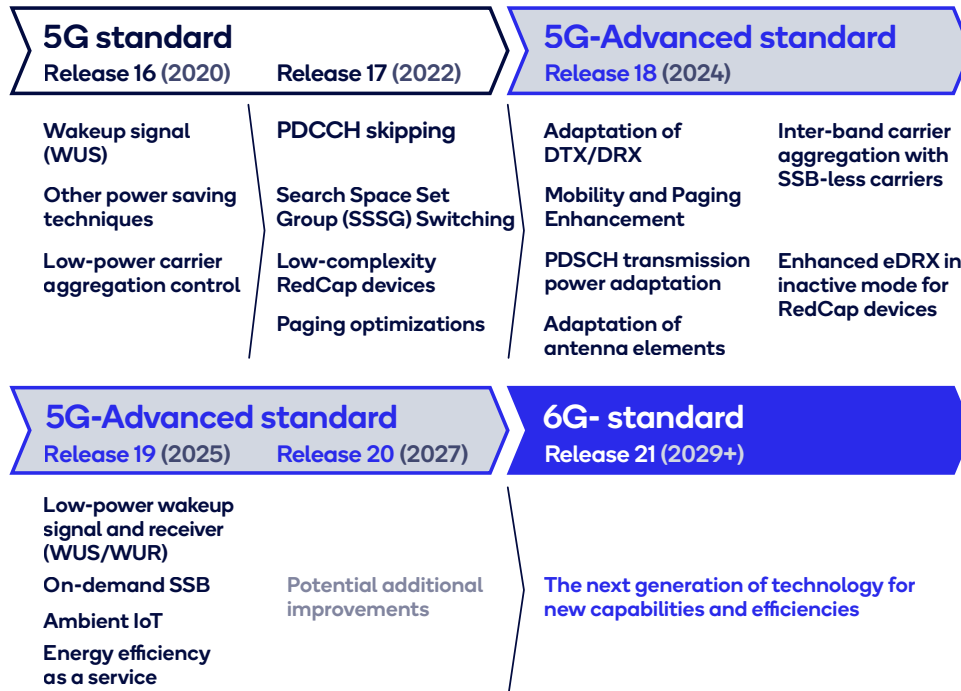 5G standard
Release 16 (2020)
Release 17 (2022)
5G-Advanced standard
Release 18 (2024)
Wakeup signal
(WUS)
Other power saving
techniques
Low-power carrier
aggregation control
PDCCH skipping
Search Space Set
Group (SSSG) Switching
Low-complexity
RedCap devices
Paging optimizations
Adaptation of
DTX/DRX
Mobility and Paging
Enhancement
PDSCH transmission
power adaptation
Adaptation of
antenna elements
Inter-band carrier
aggregation with
SSB-less carriers
Enhanced eDRX in
inactive mode for
RedCap devices
5G-Advanced standard
Release 19 (2025)
Release 20 (2027)
6G- standard
Release 21 (2029+)
Low-power wakeup
signal and receiver
(WUS/WUR)
On-demand SSB
Ambient IoT
Energy efficiency
as a service
Potential additional
improvements
The next generation of technology for
new capabilities and efficiencies